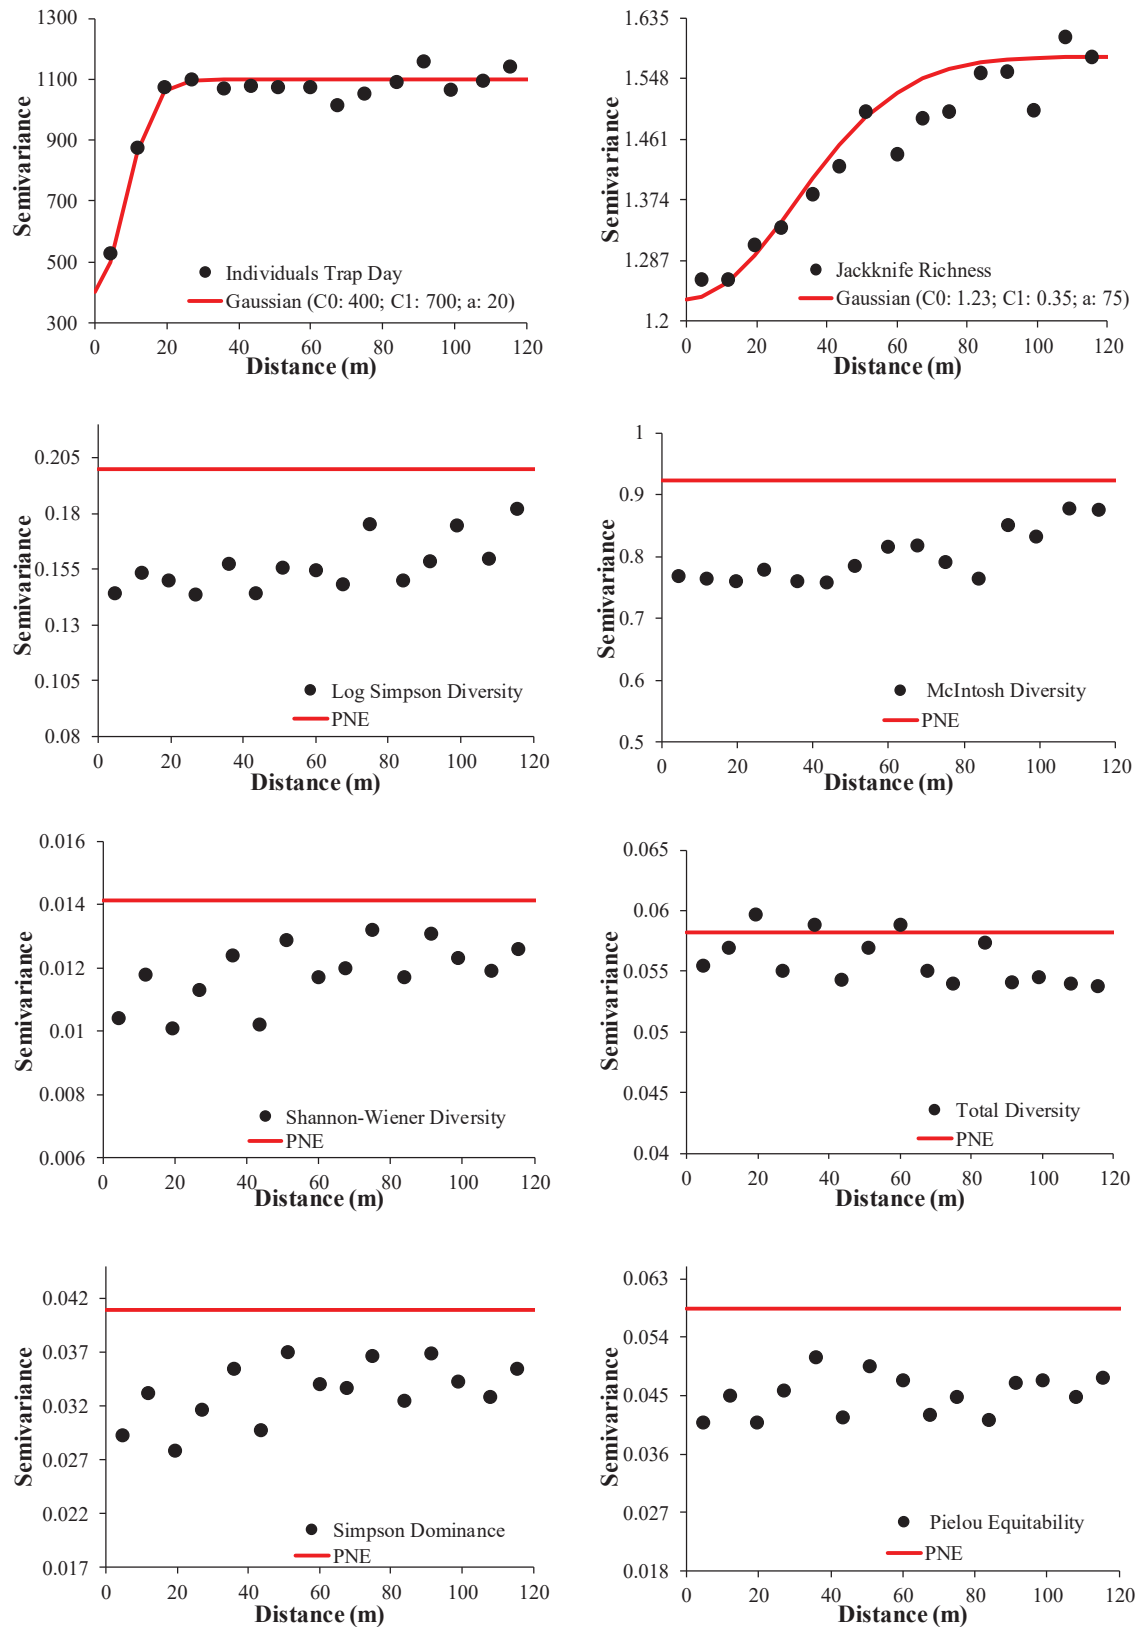 1300
1100
900
700
500
300
Semivariance
Individuals Trap Day
Gaussian (C0: 400; C1: 700; a: 20)
0 20 40 60 80 100 120
Distance (m)
1.635
1.548
1.461
1.374
1.287
1.2
Semivariance
Jackknife Richness
Gaussian (C0: 1.23; C1: 0.35; a: 75)
0 20 40 60 80 100 120
Distance (m)
0.205
0.18
0.155
0.13
0.105
0.08
Semivariance
Log Simpson Diversity
PNE
0 20 40 60 80 100 120
Distance (m)
1
0.9
0.8
0.7
0.6
0.5
Semivariance
McIntosh Diversity
PNE
0 20 40 60 80 100 120
Distance (m)
0.016
0.014
0.012
0.01
0.008
0.006
Semivariance
Shannon-Wiener Diversity
PNE
0 20 40 60 80 100 120
Distance (m)
0.065
0.06
0.055
0.05
0.045
0.04
Semivariance
Total Diversity
PNE
0 20 40 60 80 100 120
Distance (m)
0.042
0.037
0.032
0.027
0.022
0.017
Semivariance
Simpson Dominance
PNE
0 20 40 60 80 100 120
Distance (m)
0.063
0.054
0.045
0.036
0.027
0.018
Semivariance
Pielou Equitability
PNE
0 20 40 60 80 100 120
Distance (m)